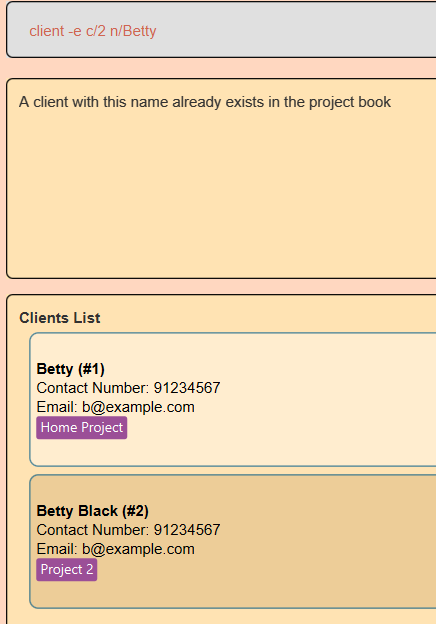 client -e c/2 n/Betty
A client with this name already exists in the project book
Clients List
Betty (#1)
Contact Number: 91234567
Email: b@example.com
Home Project
Betty Black (#2)
Contact Number: 91234567
Email: b@example.com
Project 2